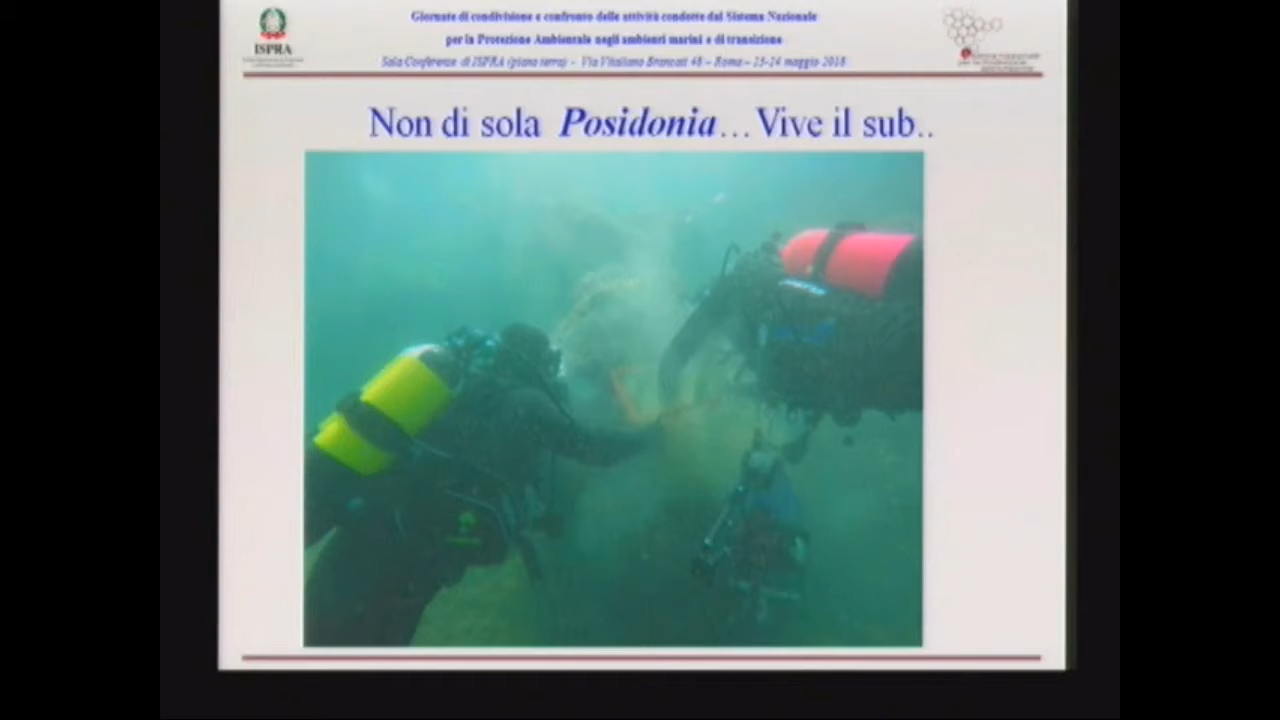 Giornate di condivisione e confronto delle attività condotte dal Sistema Nazionale
per la Protezione Ambientale negli ambienti marini e di transizione
ISPRA
Sala Conferenze di ISPRA (piano terra) - Via Vitaliano Brancati 48 – Roma – 23-24 maggio 2018
Non di sola Posidonia... Vive il sub..